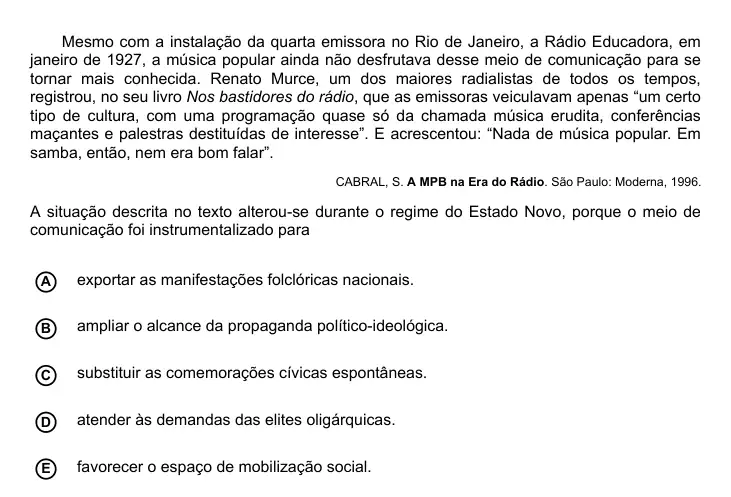 Mesmo com a instalação da quarta emissora no Rio de Janeiro, a Rádio Educadora, em
janeiro de 1927, a música popular ainda não desfrutava desse meio de comunicação para se
tornar mais conhecida. Renato Murce, um dos maiores radialistas de todos os tempos,
registrou, no seu livro Nos bastidores do rádio, que as emissoras veiculavam apenas “um certo
tipo de cultura, com uma programação quase só da chamada música erudita, conferências
maçantes e palestras destituídas de interesse”. E acrescentou: “Nada de música popular. Em
samba, então, nem era bom falar”.
CABRAL, S. A MPB na Era do Rádio. São Paulo: Moderna, 1996.
A situação descrita no texto alterou-se durante o regime do Estado Novo, porque o meio de
comunicação foi instrumentalizado para
A exportar as manifestações folclóricas nacionais.
B ampliar o alcance da propaganda político-ideológica.
C substituir as comemorações cívicas espontâneas.
D atender às demandas das elites oligárquicas.
E favorecer o espaço de mobilização social.